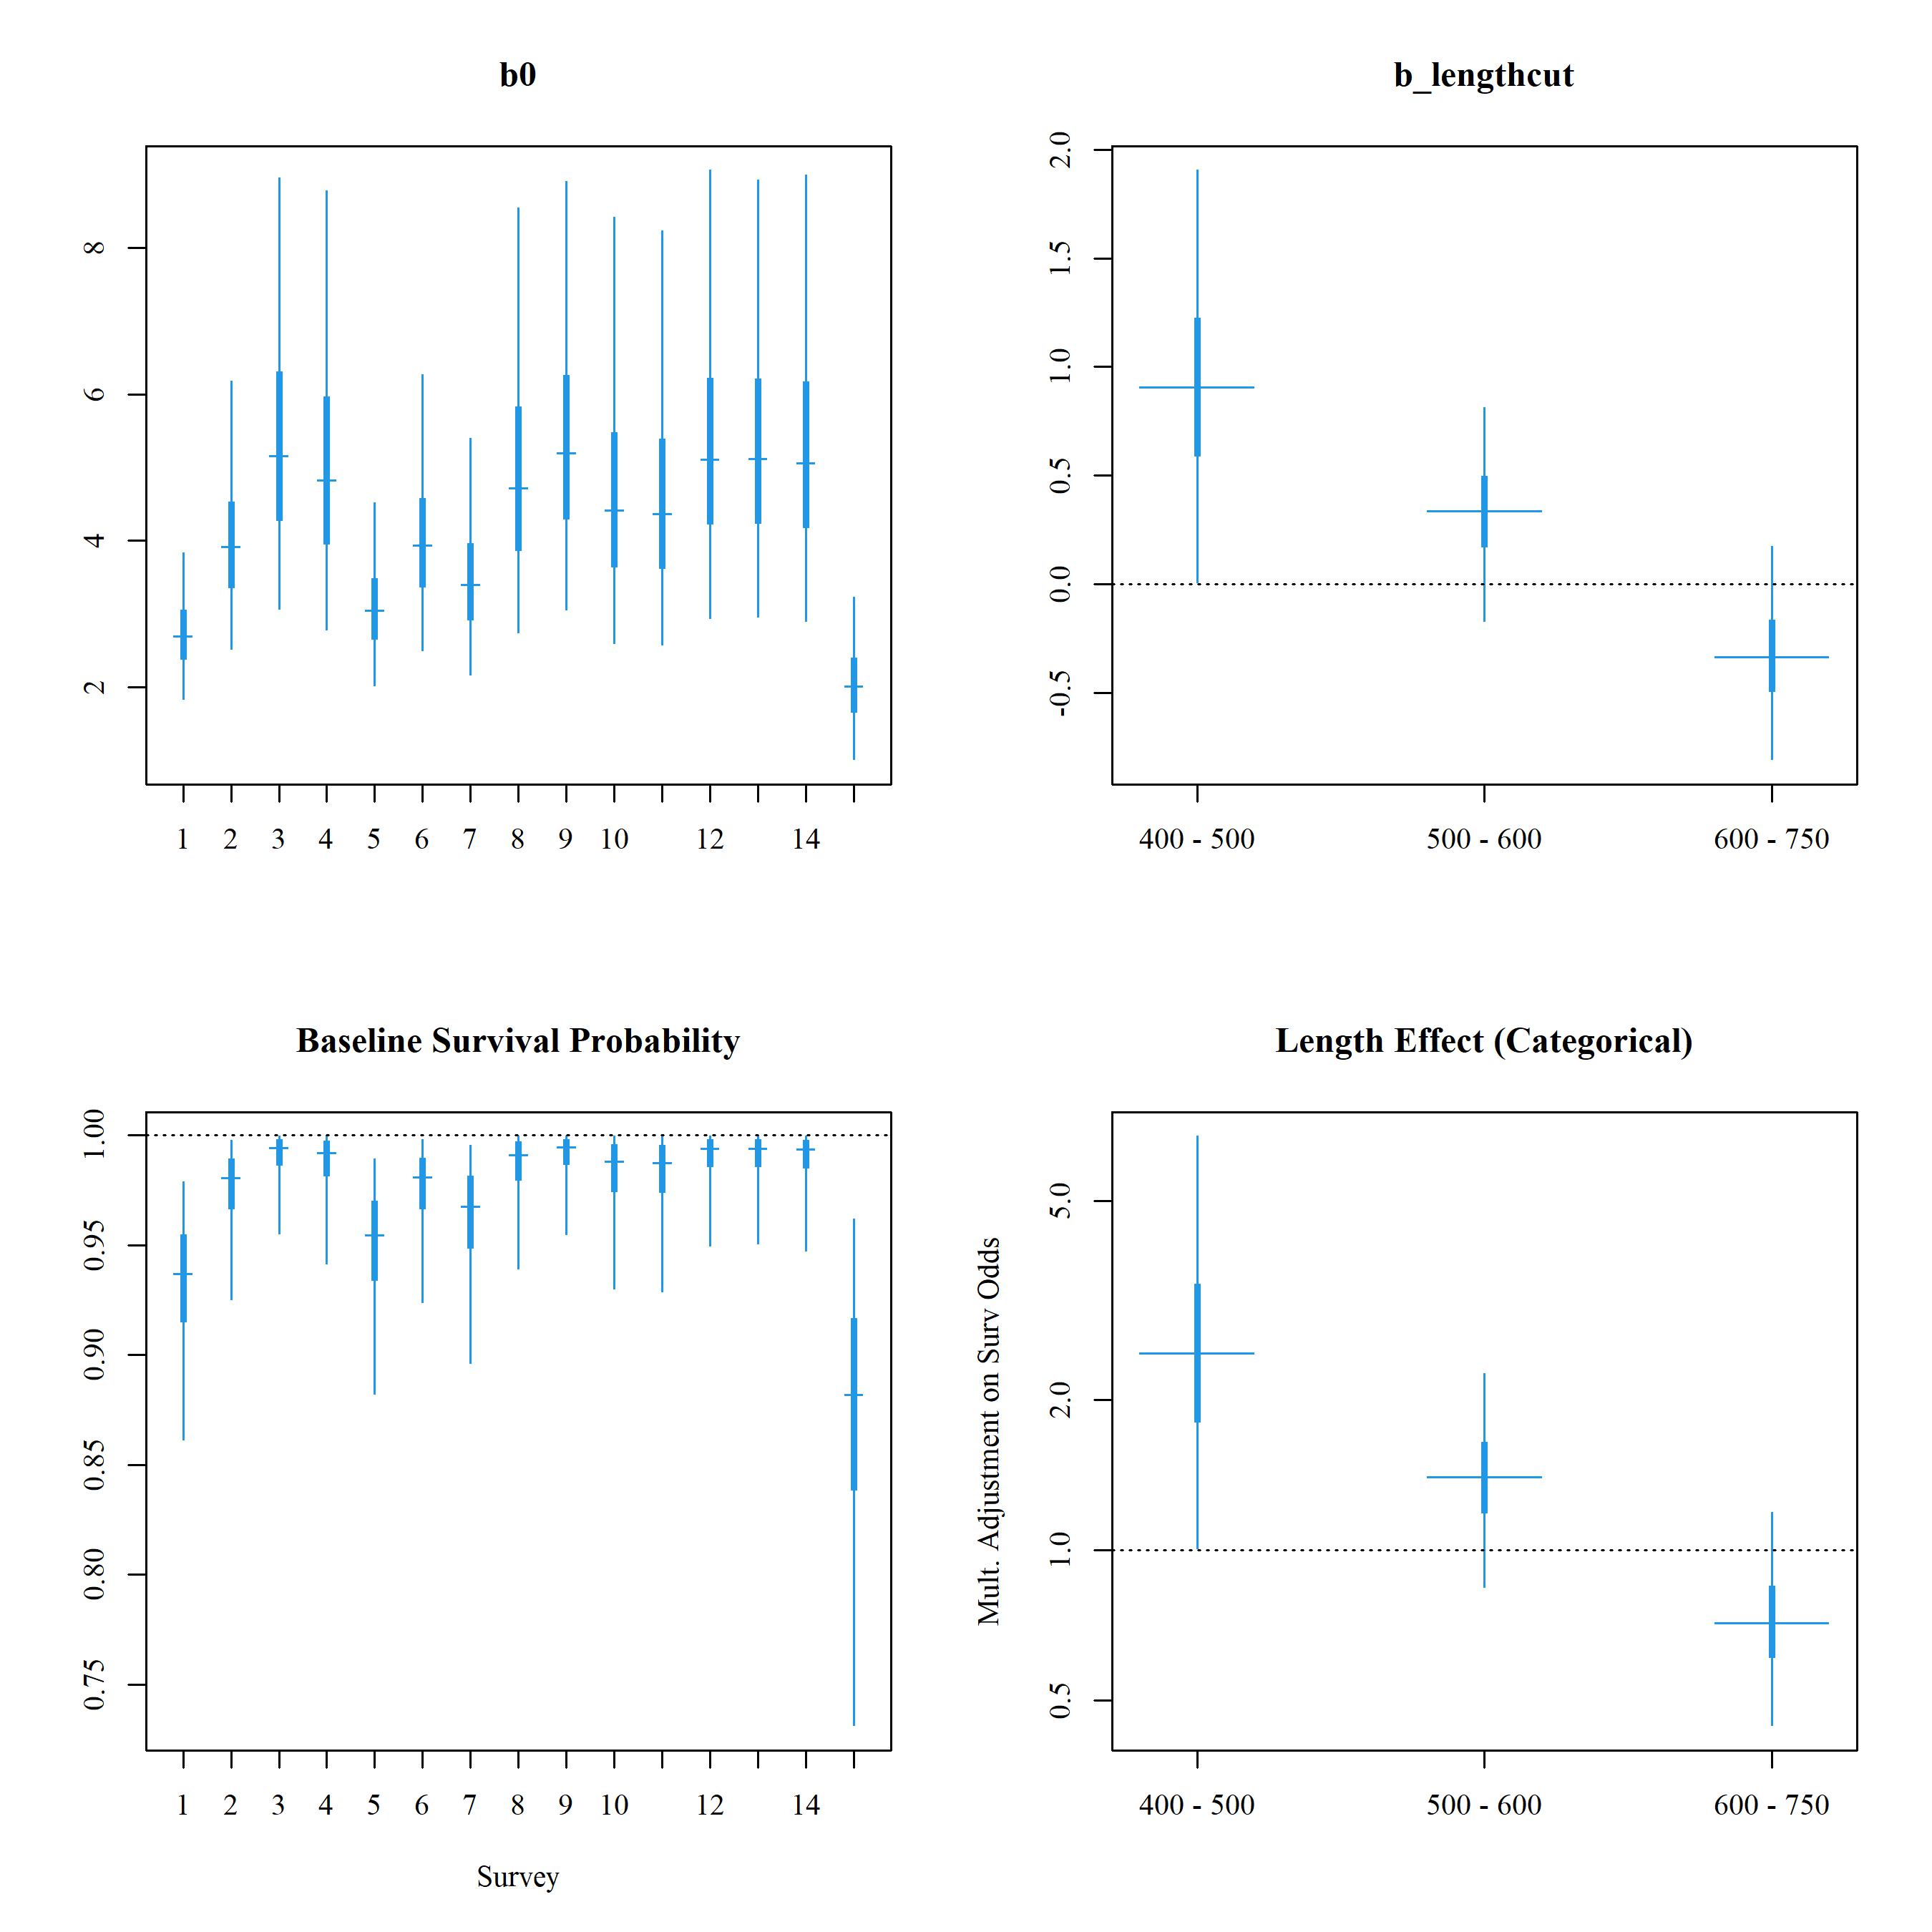 b0
8
6
4
2
1 2 3 4 5 6 7 8 9 10 12 14
b_lengthcut
2.0
1.5
1.0
0.5
0.0
-0.5
400 - 500 500 - 600 600 - 750
Baseline Survival Probability
1.00
0.95
0.90
0.85
0.80
0.75
1 2 3 4 5 6 7 8 9 10 12 14
Survey
Length Effect (Categorical)
Mult. Adjustment on Surv Odds
5.0
2.0
1.0
0.5
400 - 500 500 - 600 600 - 750